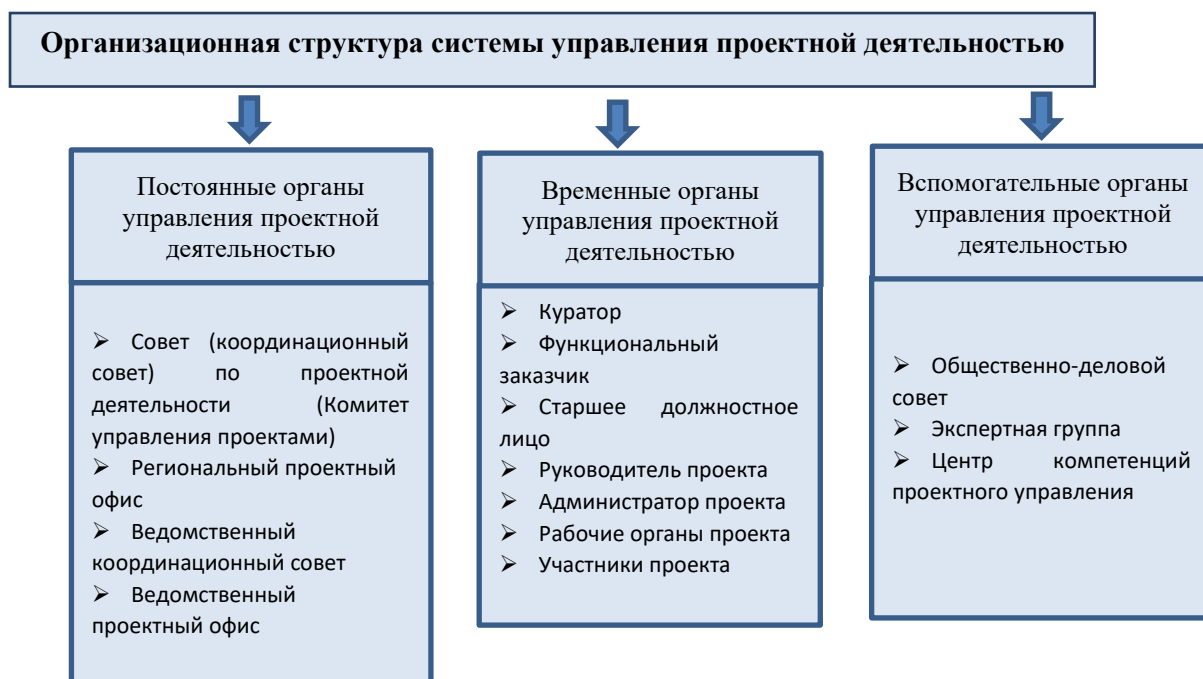 Организационная структура системы управления проектной деятельностью
Постоянные органы
управления проектной
деятельностью
➢ Совет (координационный
совет) по проектной
деятельности (Комитет
управления проектами)
➢ Региональный проектный
офис
➢ Ведомственный
координационный совет
➢ Ведомственный
проектный офис
Временные органы
управления проектной
деятельностью
➢ Куратор
➢ Функциональный
заказчик
➢ Старшее должностное
лицо
➢ Руководитель проекта
➢ Администратор проекта
➢ Рабочие органы проекта
➢ Участники проекта
Вспомогательные органы
управления проектной
деятельностью
➢ Общественно-деловой
совет
➢ Экспертная группа
➢ Центр компетенций
проектного управления